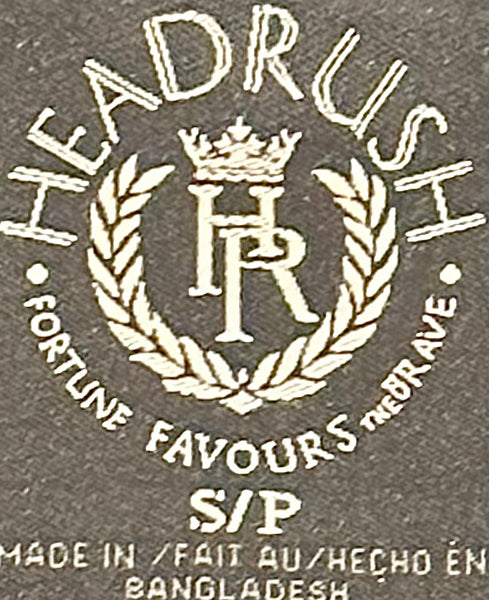 HEADRUSH
HR
• FORTUNE FAVOURS THE BRAVE •
S/P
MADE IN /FAIT AU/HECHO EN
BANGLADESH